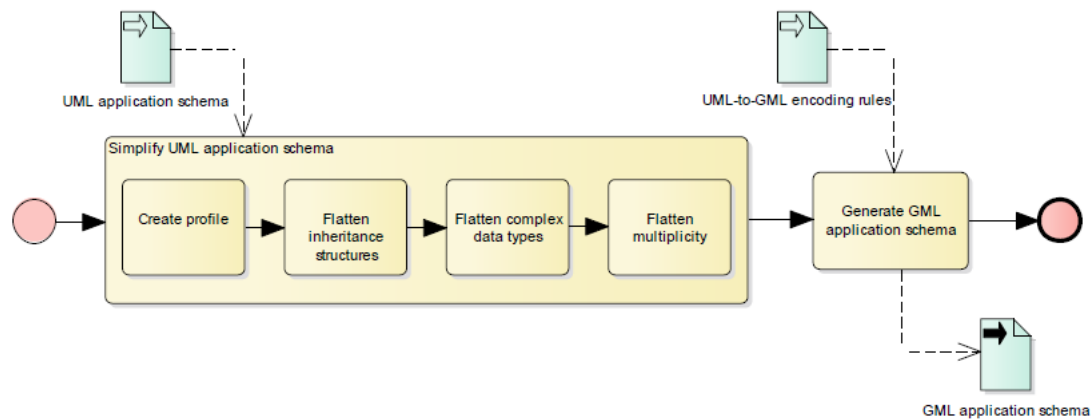 UML application schema
UML-to-GML encoding rules
Simplify UML application schema
Create profile
Flatten
inheritance
structures
Flatten complex
data types
Flatten
multiplicity
Generate GML
application schema
GML application schema